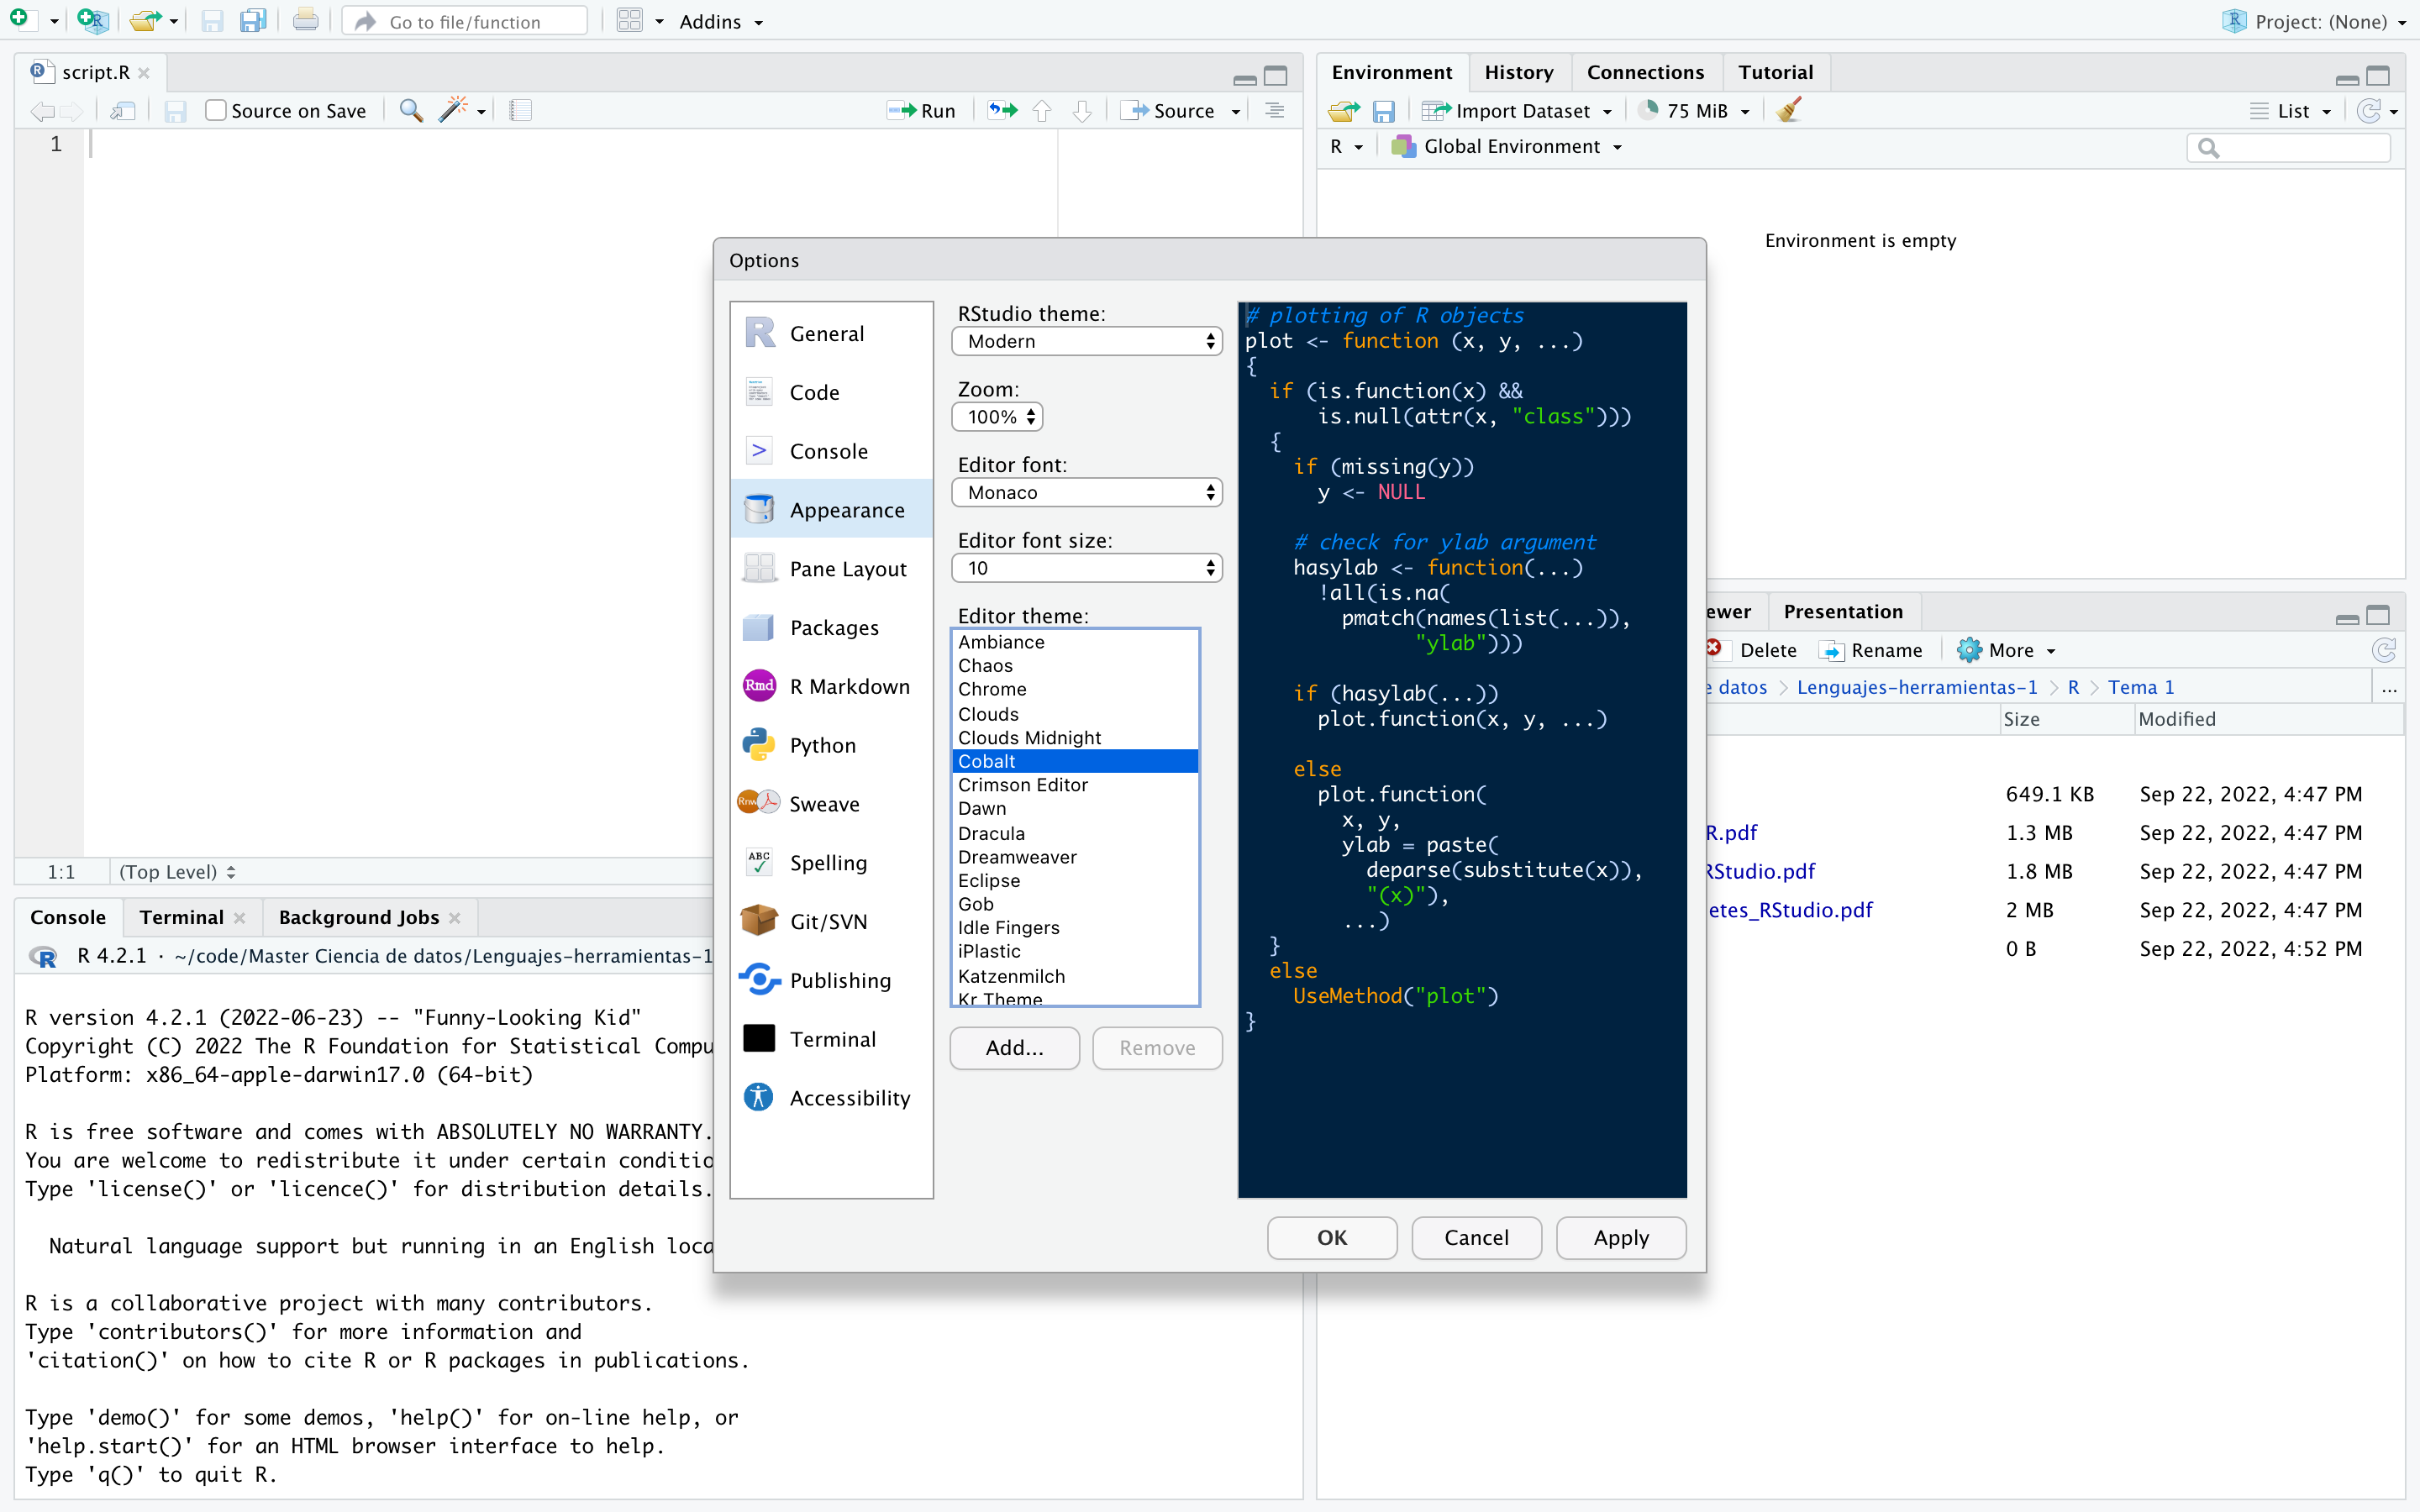 Go to file/function
Addins
Project: (None)
script.R
Source on Save
Run
Source
1
1:1
(Top Level)
Console
Terminal
Background Jobs
R 4.2.1 · ~/code/Master Ciencia de datos/Lenguajes-herramientas-1
R version 4.2.1 (2022-06-23) -- "Funny-Looking Kid"
Copyright (C) 2022 The R Foundation for Statistical Compu
Platform: x86_64-apple-darwin17.0 (64-bit)
R is free software and comes with ABSOLUTELY NO WARRANTY.
You are welcome to redistribute it under certain conditio
Type 'license()' or 'licence()' for distribution details.
Natural language support but running in an English loca
R is a collaborative project with many contributors.
Type 'contributors()' for more information and
'citation()' on how to cite R or R packages in publications.
Type 'demo()' for some demos, 'help()' for on-line help, or
'help.start()' for an HTML browser interface to help.
Type 'q()' to quit R.
Environment
History
Connections
Tutorial
Import Dataset
75 MiB
List
R
Global Environment
Environment is empty
ewer
Presentation
Delete
Rename
More
e datos
Lenguajes-herramientas-1
R
Tema 1
...
Size
Modified
649.1 KB
Sep 22, 2022, 4:47 PM
R.pdf
1.3 MB
Sep 22, 2022, 4:47 PM
RStudio.pdf
1.8 MB
Sep 22, 2022, 4:47 PM
etes_RStudio.pdf
2 MB
Sep 22, 2022, 4:47 PM
0 B
Sep 22, 2022, 4:52 PM
Options
R General
Code
> Console
Appearance
Pane Layout
Packages
Rmd R Markdown
Python
Rnw Sweave
ABC Spelling
Git/SVN
Publishing
Terminal
Accessibility
RStudio theme:
Modern
Zoom:
100%
Editor font:
Monaco
Editor font size:
10
Editor theme:
Ambiance
Chaos
Chrome
Clouds
Clouds Midnight
Cobalt
Crimson Editor
Dawn
Dracula
Dreamweaver
Eclipse
Gob
Idle Fingers
iPlastic
Katzenmilch
Kr Theme
Add...
Remove
# plotting of R objects
plot <- function (x, y, ...)
{
  if (is.function(x) &&
      is.null(attr(x, "class")))
  {
    if (missing(y))
      y <- NULL
    # check for ylab argument
    hasylab <- function(...)
      !all(is.na(
        pmatch(names(list(...)),
              "ylab")))
    if (hasylab(...))
      plot.function(x, y, ...)
    else
      plot.function(
        x, y,
        ylab = paste(
          deparse(substitute(x)),
          "(x)"),
        ...)
  }
  else
    UseMethod("plot")
}
OK
Cancel
Apply